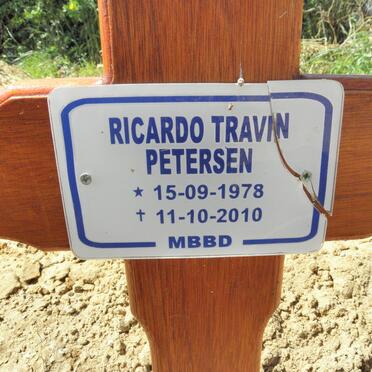 RICARDO TRAVIN
PETERSEN
★ 15-09-1978
✝ 11-10-2010
MBBD